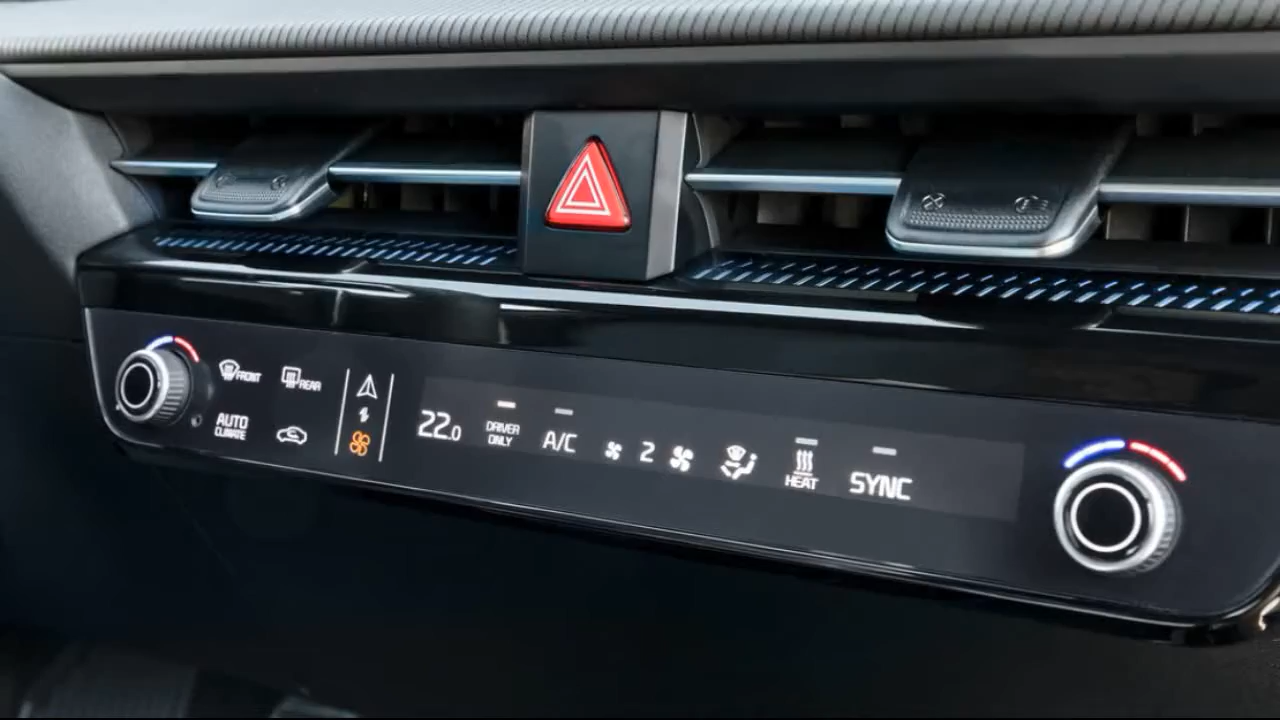 FRONT
REAR
AUTO
CLIMATE
22.0
DRIVER
ONLY
A/C
2
HEAT
SYNC